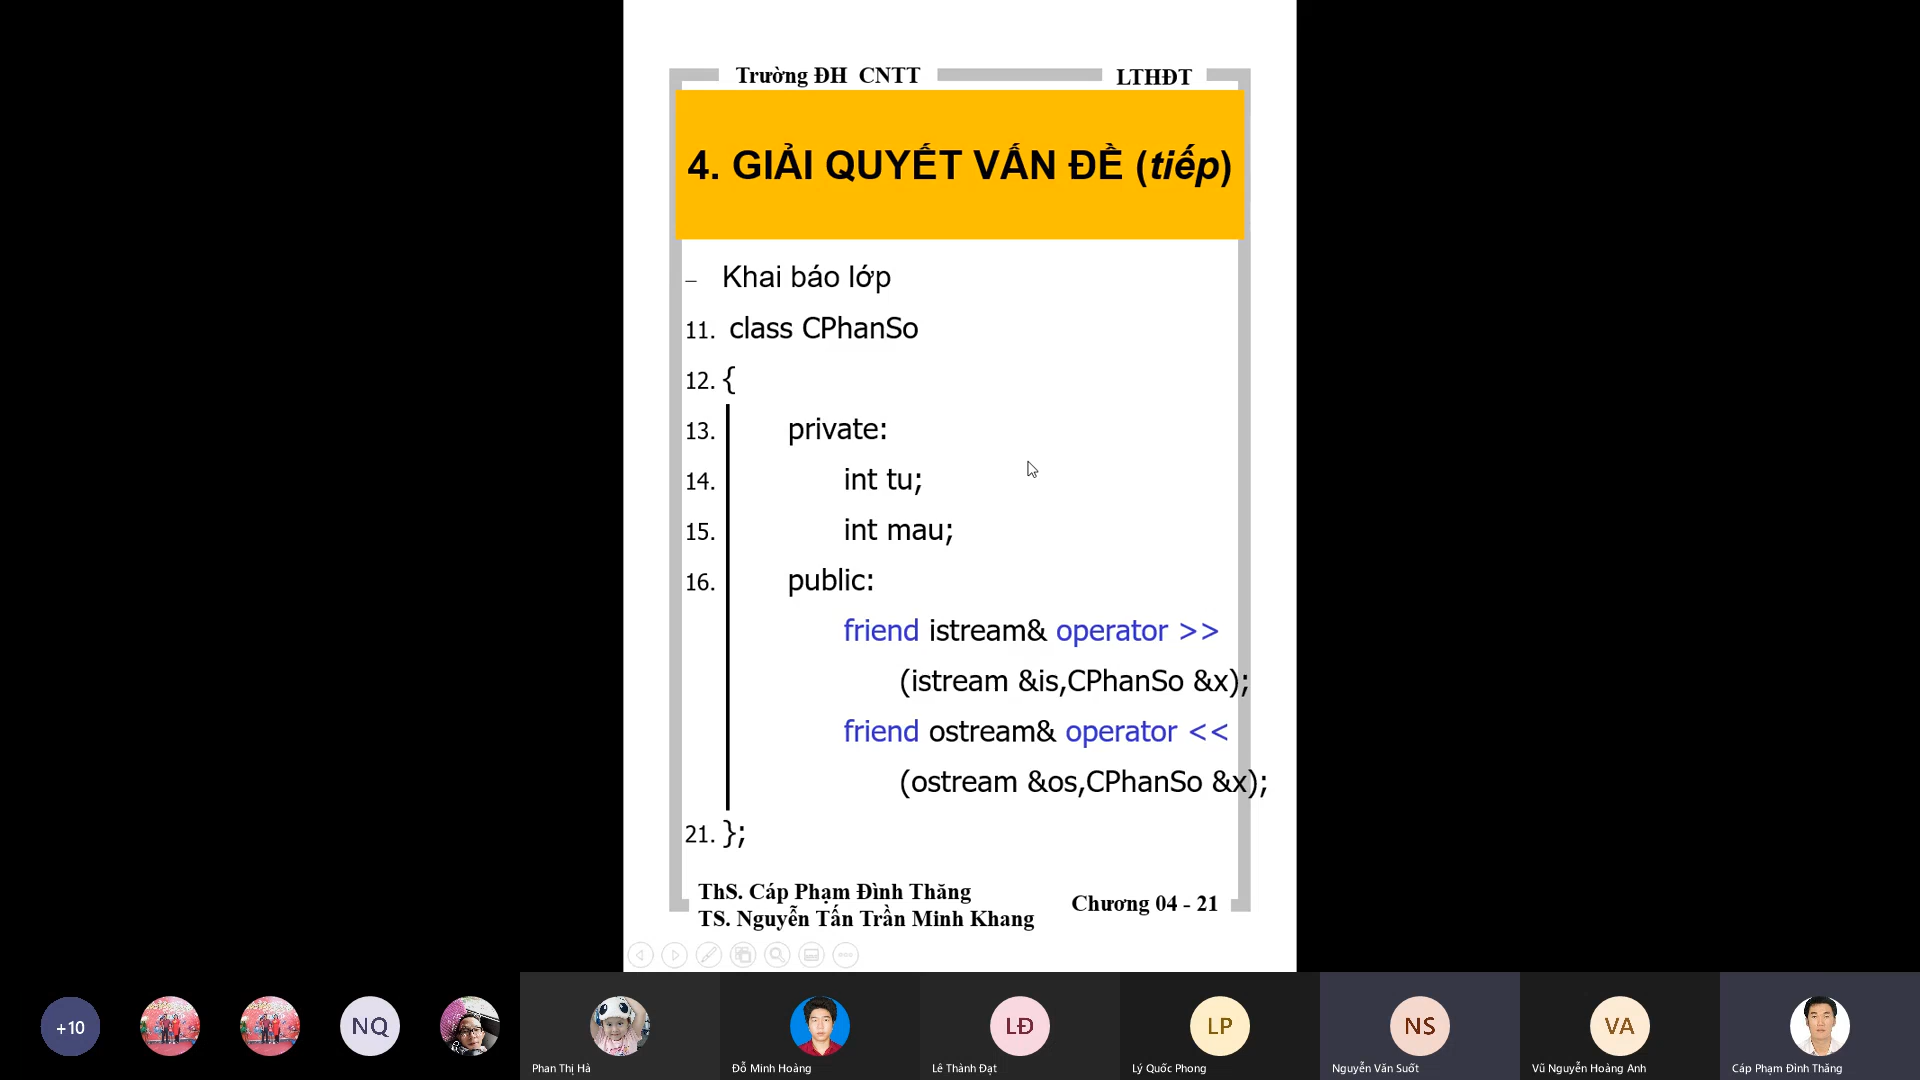 Trường ĐH CNTT
LTHĐT
4. GIẢI QUYẾT VẤN ĐỀ (tiếp)
– Khai báo lớp
11. class CPhanSo
12. {
13. private:
14. int tu;
15. int mau;
16. public:
friend istream& operator >>
(istream &is,CPhanSo &x);
friend ostream& operator <<
(ostream &os,CPhanSo &x);
21. };
ThS. Cáp Phạm Đình Thăng
TS. Nguyễn Tấn Trần Minh Khang
Chương 04 - 21
+10
NQ
LĐ
LP
NS
VA
Phan Thị Hà
Đỗ Minh Hoàng
Lê Thành Đạt
Lý Quốc Phong
Nguyễn Văn Suốt
Vũ Nguyễn Hoàng Anh
Cáp Phạm Đình Thăng